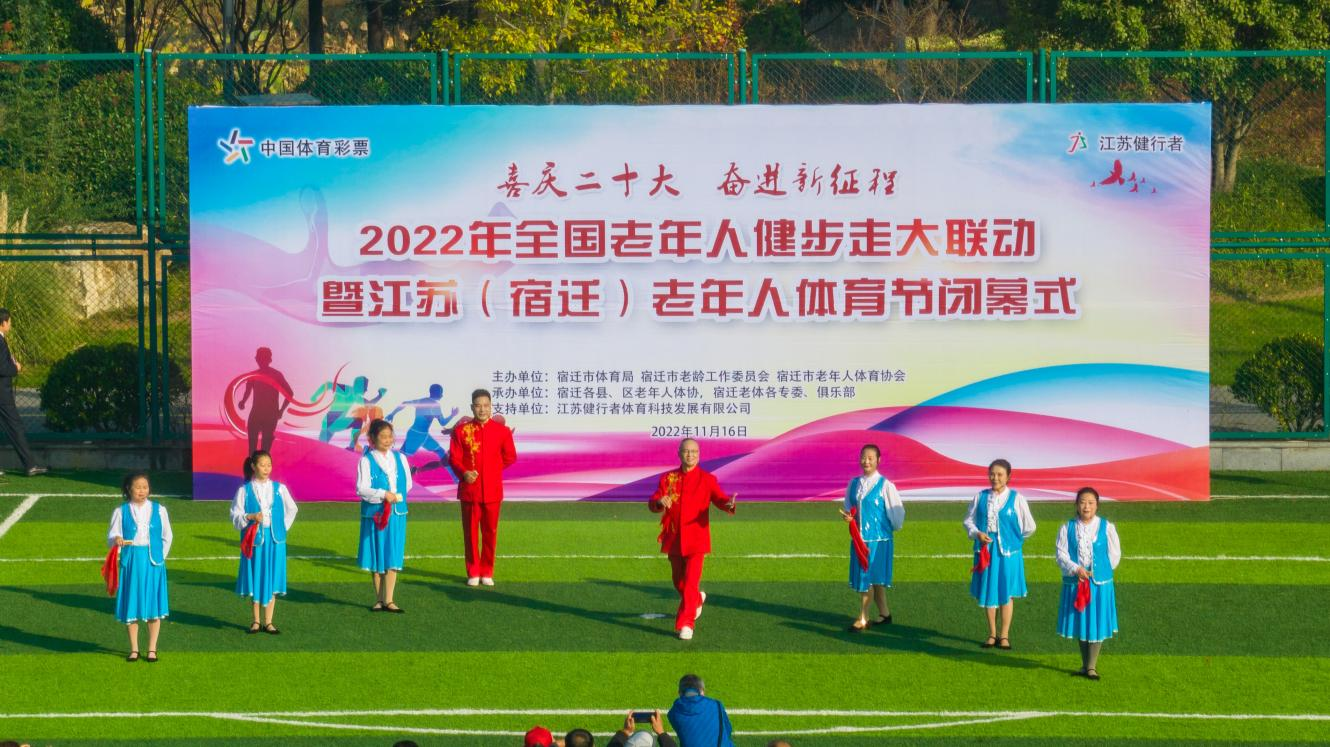 中国体育彩票
江苏健行者
喜庆二十大 奋进新征程
2022年全国老年人健步走大联动
暨江苏（宿迁）老年人体育节闭幕式
主办单位：宿迁市体育局 宿迁市老龄工作委员会 宿迁市老年人体育协会
承办单位：宿迁各县、区老年人体协，宿迁老体各专委、俱乐部
支持单位：江苏健行者体育科技发展有限公司
2022年11月16日